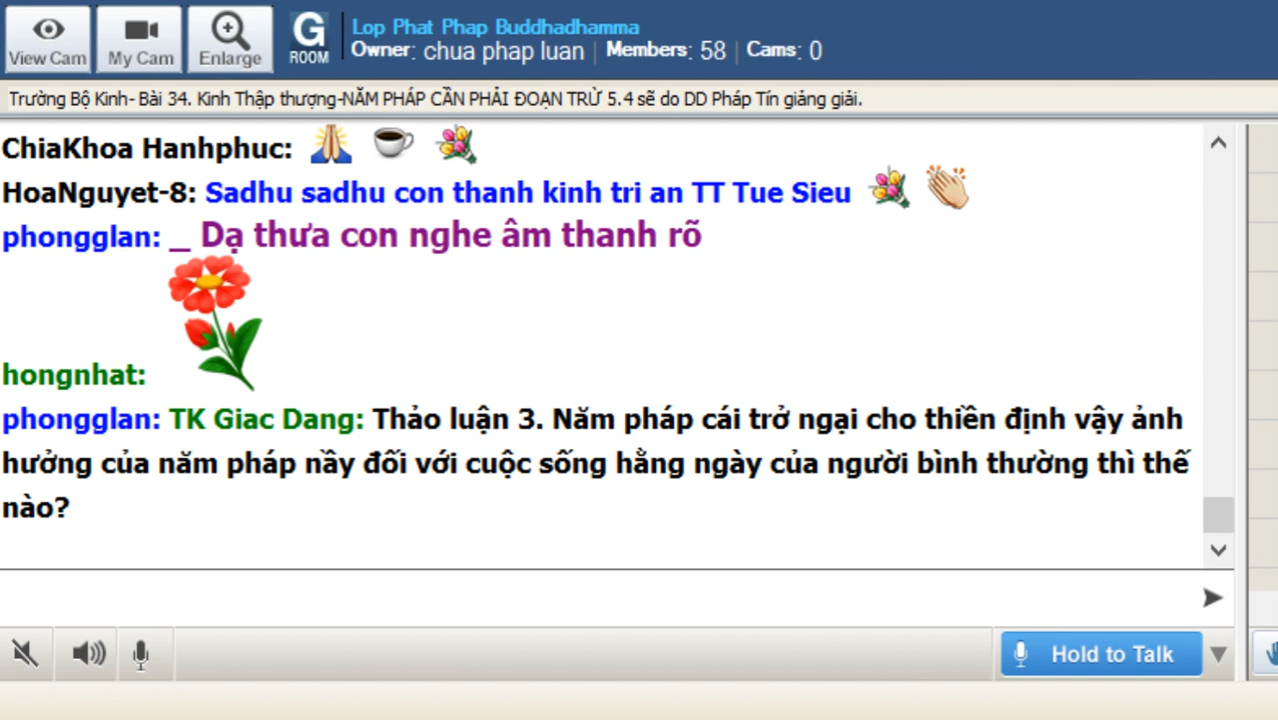 View Cam
My Cam
Enlarge
G
ROOM
Lop Phat Phap Buddhadhamma
Owner: chua phap luan | Members: 58 | Cams: 0
Trường Bộ Kinh- Bài 34. Kinh Thập thượng-NĂM PHÁP CẦN PHẢI ĐOẠN TRỪ 5.4 sẽ do DD Pháp Tín giảng giải.
ChiaKhoa Hanhphuc:
HoaNguyet-8: Sadhu sadhu con thanh kinh tri an TT Tue Sieu
phongglan: _ Dạ thưa con nghe âm thanh rõ
hongnhat:
phongglan: TK Giac Dang: Thảo luận 3. Năm pháp cái trở ngại cho thiền định vậy ảnh
hưởng của năm pháp nầy đối với cuộc sống hằng ngày của người bình thường thì thế
nào?
Hold to Talk